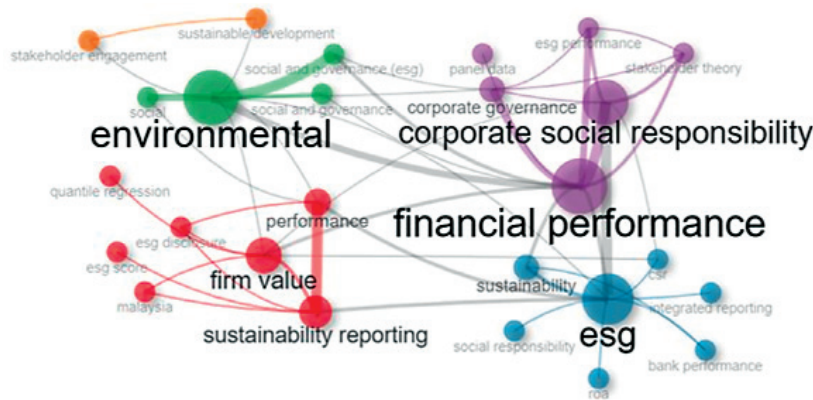 sustainable development
stakeholder engagement
esg performance
social and governance (esg)
panel data
stakeholder theory
social
social and governance
corporate governance
environmental
corporate social responsibility
quantile regression
performance
financial performance
esg disclosure
esg score
firm value
sustainability
csr
malaysia
integrated reporting
sustainability reporting
esg
social responsibility
bank performance
roa